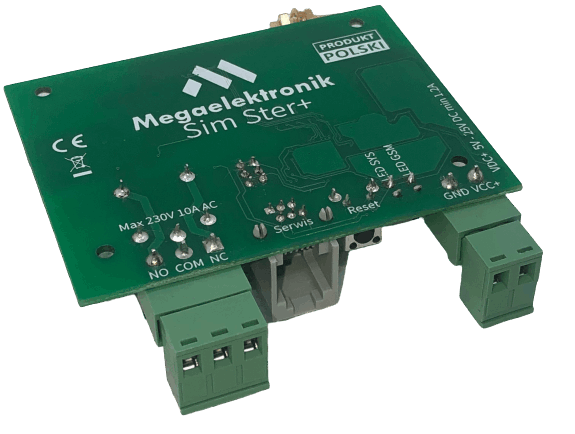 PRODUKT
POLSKI
Megaelektronik
Sim Ster+
CE
VDC+ 5V-25V DC min 1.2A
LED SYS
LED GSM
Max 230V 10A AC
Serwis
Reset
GND VCC+
NO COM NC